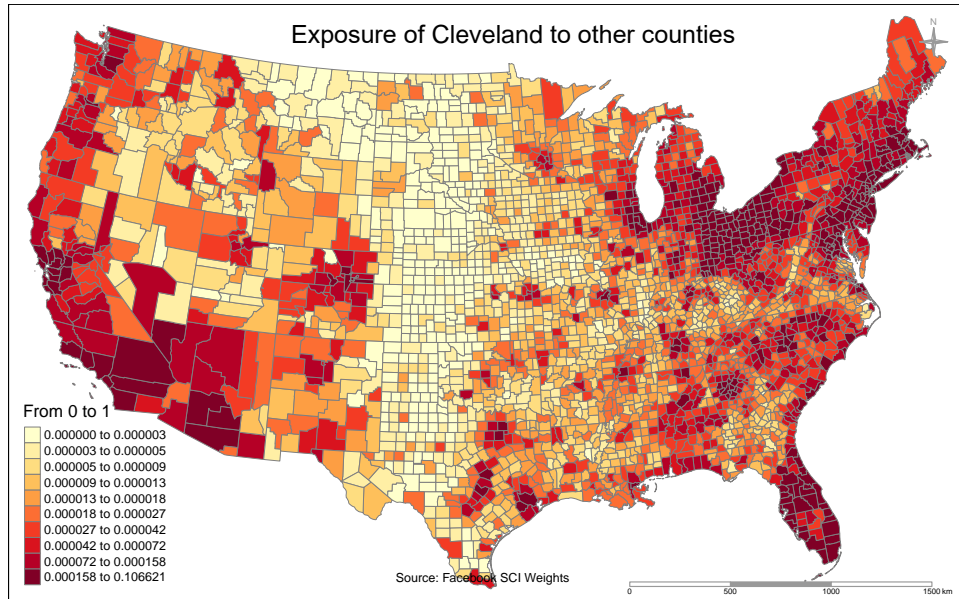 Exposure of Cleveland to other counties
N
From 0 to 1
0.000000 to 0.000003
0.000003 to 0.000005
0.000005 to 0.000009
0.000009 to 0.000013
0.000013 to 0.000018
0.000018 to 0.000027
0.000027 to 0.000042
0.000042 to 0.000072
0.000072 to 0.000158
0.000158 to 0.106621
Source: Facebook SCI Weights
0 500 1000 1500 km